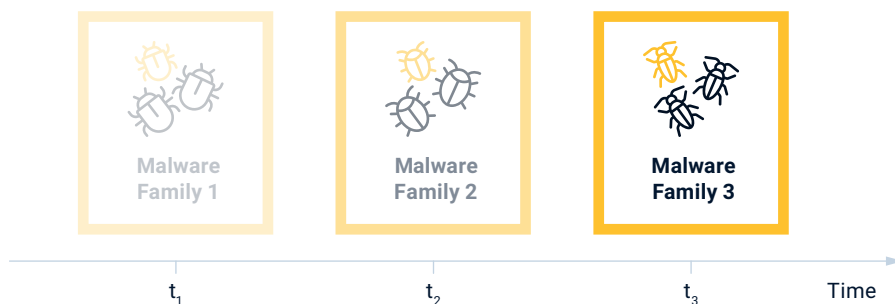 Malware
Family 1
Malware
Family 2
Malware
Family 3
t₁
t₂
t₃
Time